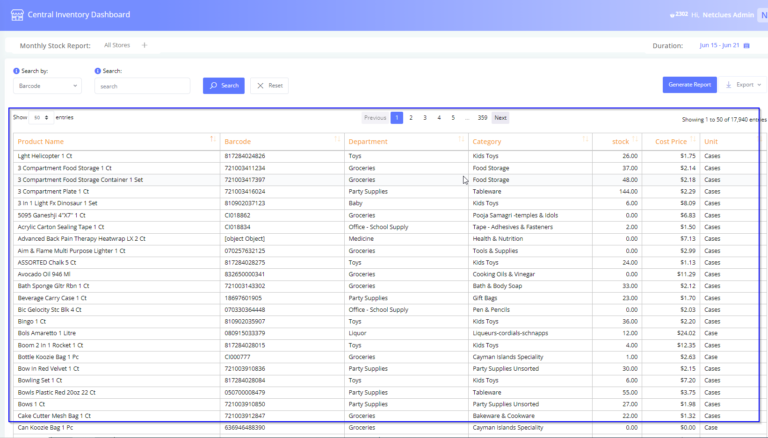 Central Inventory Dashboard
2302 Hi, Netclues Admin N
Monthly Stock Report: All Stores +
Duration: Jun 15 - Jun 21
Search by: Search:
Barcode search Search Reset
Generate Report Export
Show 50 entries Previous 1 2 3 4 5 ... 359 Next Showing 1 to 50 of 17,940 entries
Product Name Barcode Department Category stock Cost Price Unit
Lght Helicopter 1 Ct 817284024826 Toys Kids Toys 26.00 $1.75 Cases
3 Compartment Food Storage 1 Ct 721003411234 Groceries Food Storage 37.00 $2.14 Cases
3 Compartment Food Storage Container 1 Set 721003417397 Groceries Food Storage 48.00 $2.18 Cases
3 Compartment Plate 1 Ct 721003416024 Party Supplies Tableware 144.00 $2.29 Cases
3 In 1 Light Fx Dinosaur 1 Set 810902037123 Baby Kids Toys 6.00 $8.09 Cases
5095 Ganeshji 4"X7" 1 Ct CI018862 Groceries Pooja Samagri -temples & Idols 0.00 $6.83 Cases
Acrylic Carton Sealing Tape 1 Ct CI018834 Office - School Supply Tape - Adhesives & Fasteners 2.00 $1.50 Cases
Advanced Back Pain Therapy Heatwrap LX 2 Ct [object Object] Medicine Health & Nutrition 0.00 $7.13 Cases
Aim & Flame Multi Purpose Lighter 1 Ct 070257632125 Groceries Tools & Supplies 0.00 $2.99 Cases
ASSORTED Chalk 5 Ct 817284028275 Toys Kids Toys 24.00 $1.13 Cases
Avocado Oil 946 Ml 832650000341 Groceries Cooking Oils & Vinegar 0.00 $11.29 Cases
Bath Sponge Gltr Rbn 1 Ct 721003143302 Groceries Bath & Body Soap 33.00 $2.12 Cases
Beverage Carry Case 1 Ct 18697601905 Party Supplies Gift Bags 23.00 $1.70 Cases
Bic Gelocity Stc Blk 4 Ct 070330364448 Office - School Supply Pen & Pencils 0.00 $2.03 Cases
Bingo 1 Ct 810902035907 Toys Kids Toys 36.00 $2.20 Cases
Bols Amaretto 1 Litre 080915033379 Liquor Liqueurs-cordials-schnapps 12.00 $24.02 Case
Boom 2 In 1 Rocket 1 Ct 817284028015 Toys Kids Toys 4.00 $12.35 Cases
Bottle Koozie Bag 1 Pc CI000777 Groceries Cayman Islands Speciality 1.00 $2.63 Case
Bow In Red Velvet 1 Ct 721003910836 Party Supplies Party Supplies Unsorted 30.00 $2.15 Cases
Bowling Set 1 Ct 817284028084 Toys Kids Toys 6.00 $7.20 Cases
Bowls Plastic Red 20oz 22 Ct 050700008479 Party Supplies Tableware 55.00 $3.75 Cases
Bows 1 Ct 721003910850 Party Supplies Party Supplies Unsorted 27.00 $1.98 Cases
Cake Cutter Mesh Bag 1 Ct 721003912847 Groceries Bakeware & Cookware 22.00 $1.32 Cases
Can Koozie Bag 1 Pc 636946488390 Groceries Cayman Islands Speciality 0.00 $0.00 Case